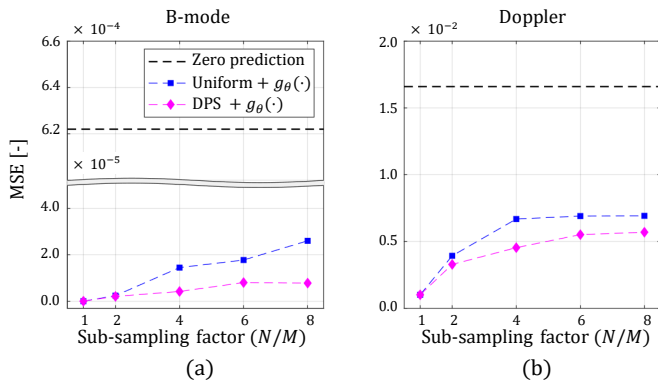 B-mode
× 10⁻⁴
6.6
6.4
6.2
Zero prediction
Uniform + gθ(·)
DPS + gθ(·)
MSE [-]
× 10⁻⁵
4.0
2.0
0.0
1 2 4 6 8
Sub-sampling factor (N/M)
(a)
Doppler
× 10⁻²
2.0
1.5
1.0
0.5
0.0
1 2 4 6 8
Sub-sampling factor (N/M)
(b)